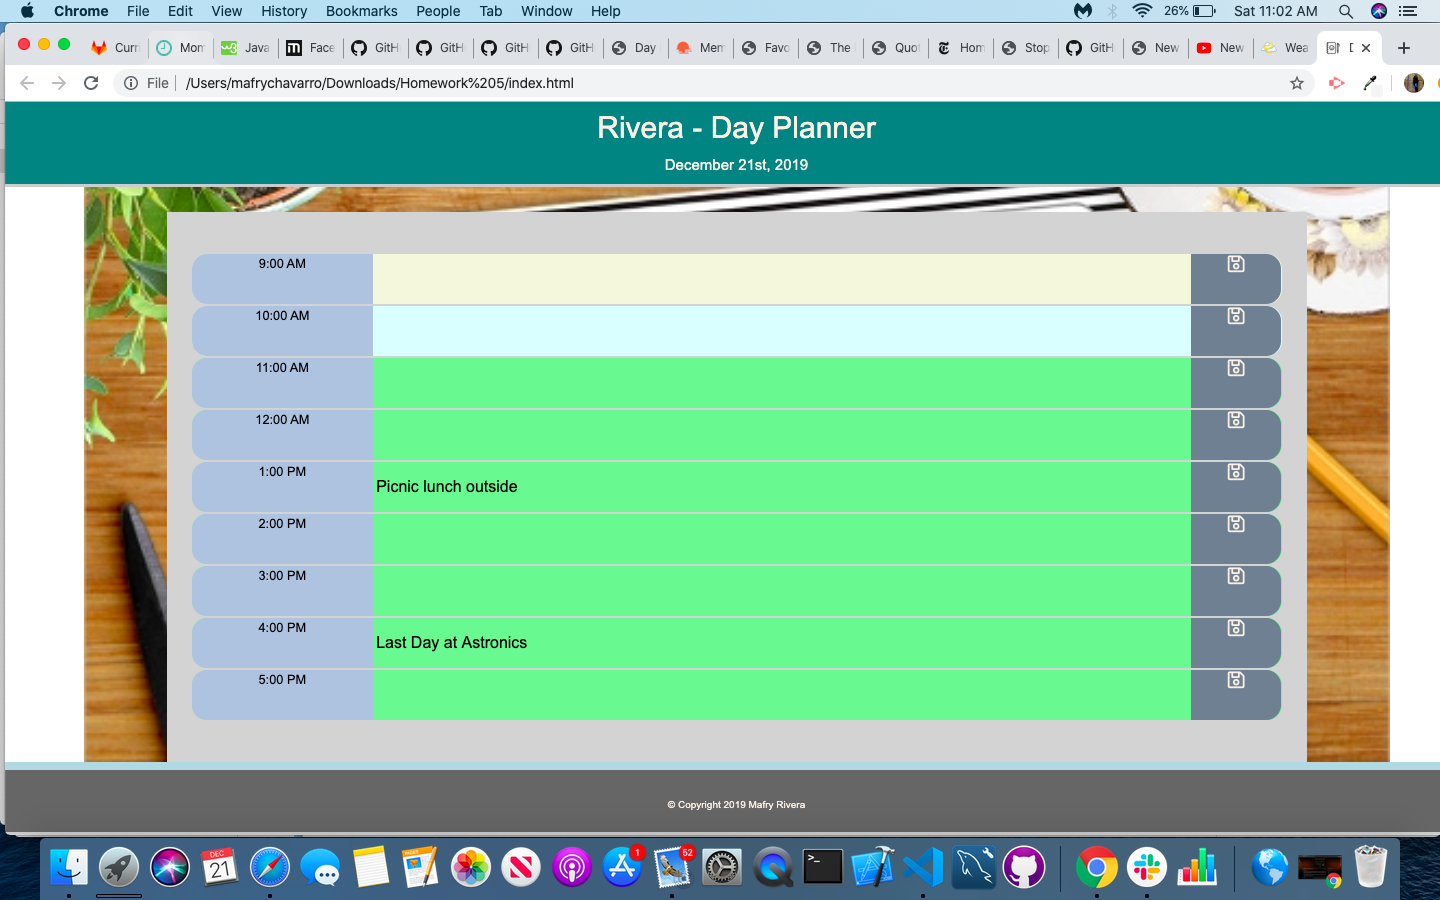 Chrome File Edit View History Bookmarks People Tab Window Help 26% Sat 11:02 AM
Curr Mom Java Face GitH GitH GitH GitH Day Mem Favo The Quot Hom Stop GitH New New Wea D
File /Users/mafrychavarro/Downloads/Homework%205/index.html
Rivera - Day Planner
December 21st, 2019
9:00 AM
10:00 AM
11:00 AM
12:00 AM
1:00 PM Picnic lunch outside
2:00 PM
3:00 PM
4:00 PM Last Day at Astronics
5:00 PM
© Copyright 2019 Mafry Rivera
DEC 21 1 52